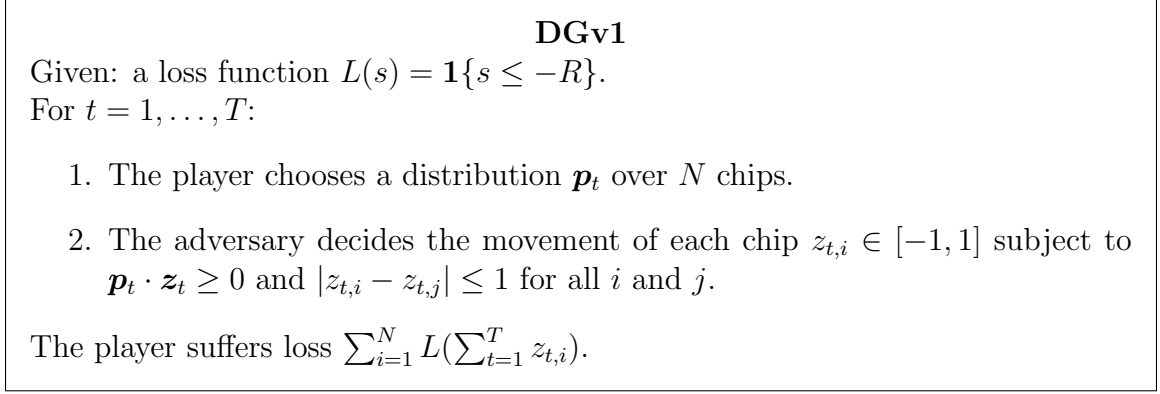 DGv1
Given: a loss function L(s) = 1{s ≤ −R}.
For t = 1, . . . , T:
1. The player chooses a distribution p_t over N chips.
2. The adversary decides the movement of each chip z_{t,i} ∈ [−1, 1] subject to
p_t · z_t ≥ 0 and |z_{t,i} − z_{t,j}| ≤ 1 for all i and j.
The player suffers loss ∑_{i=1}^{N} L(∑_{t=1}^{T} z_{t,i}).